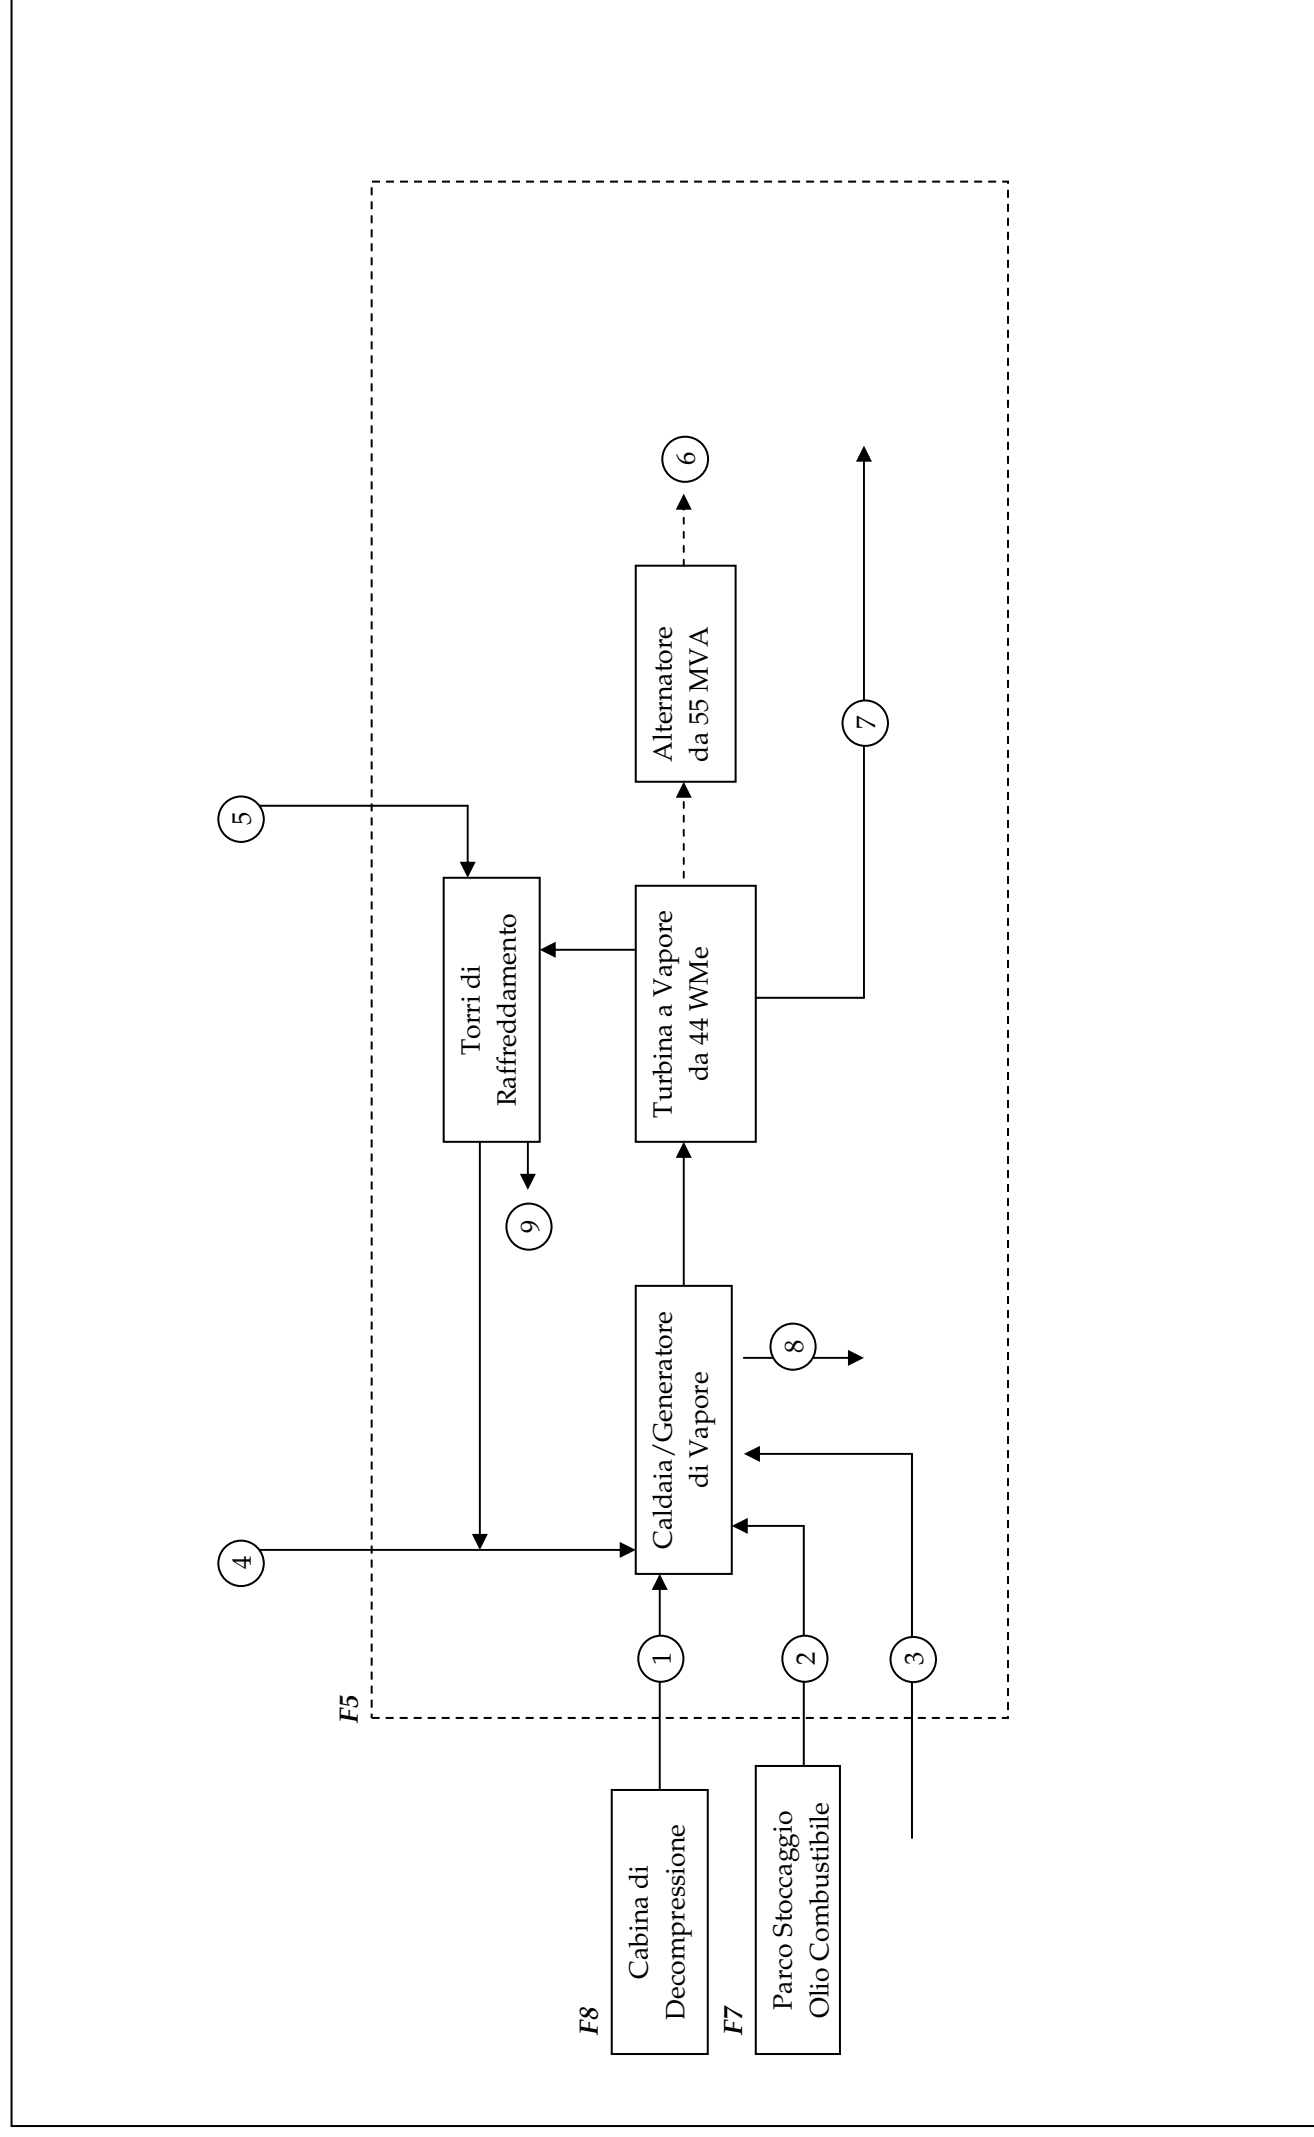 4
5
F5
Torri di
Raffreddamento
9
F8
Cabina di
Decompressione
1
Caldaia/Generatore
di Vapore
Turbina a Vapore
da 44 WMe
Alternatore
da 55 MVA
6
F7
Parco Stoccaggio
Olio Combustibile
2
8
7
3